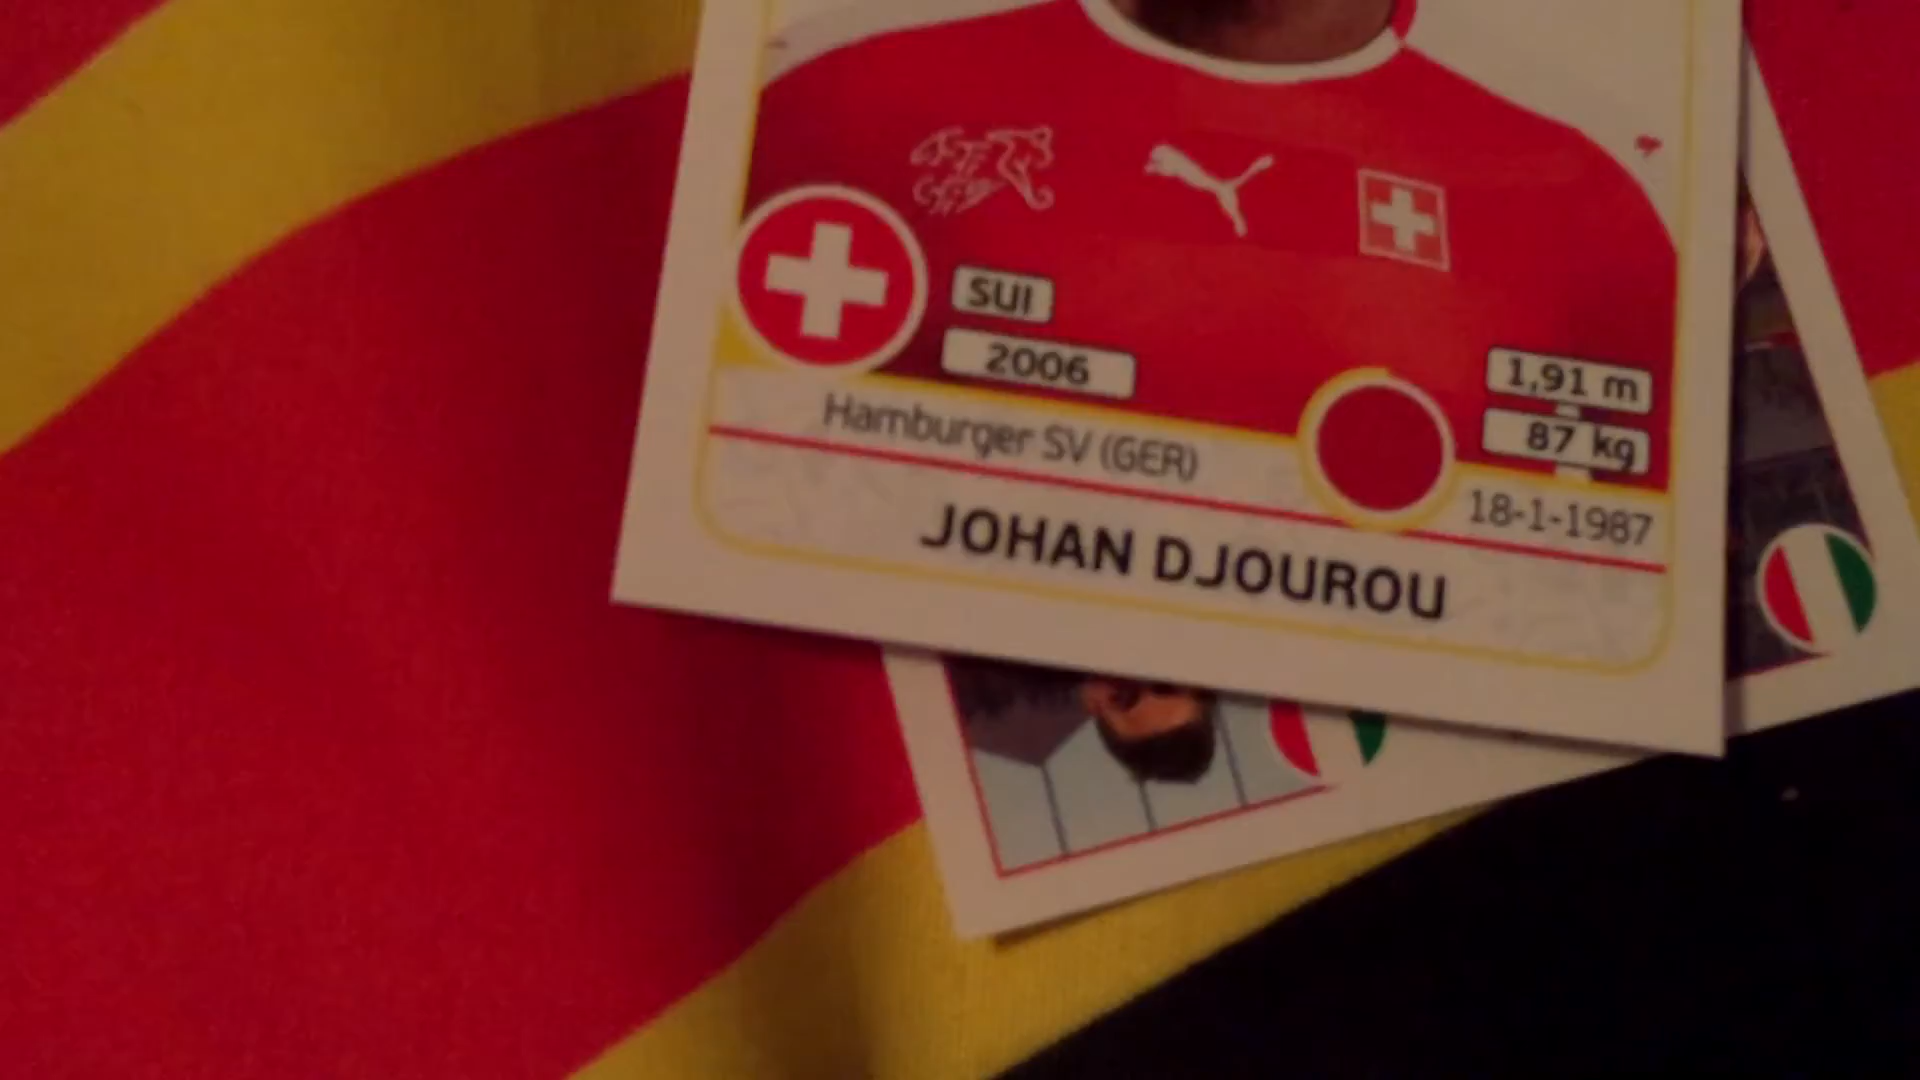 SUI
2006
1,91 m
87 kg
Hamburger SV (GER)
18-1-1987
JOHAN DJOUROU